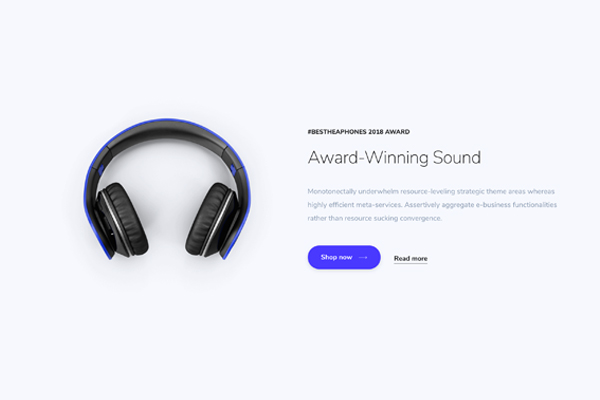 #BESTHEAPHONES 2018 AWARD
Award-Winning Sound
Monotonectally underwhelm resource-leveling strategic theme areas whereas
highly efficient meta-services. Assertively aggregate e-business functionalities
rather than resource sucking convergence.
Shop now →
Read more